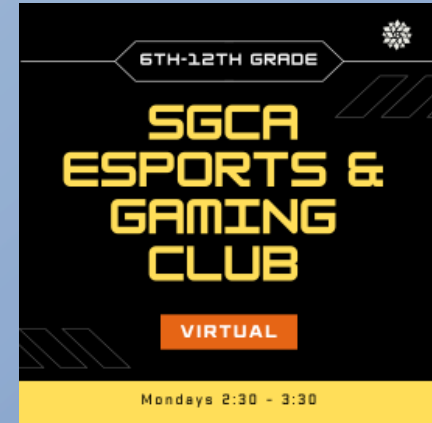 6TH-12TH GRADE
SGCA
ESPORTS &
GAMING
CLUB
VIRTUAL
Mondays 2:30 - 3:30